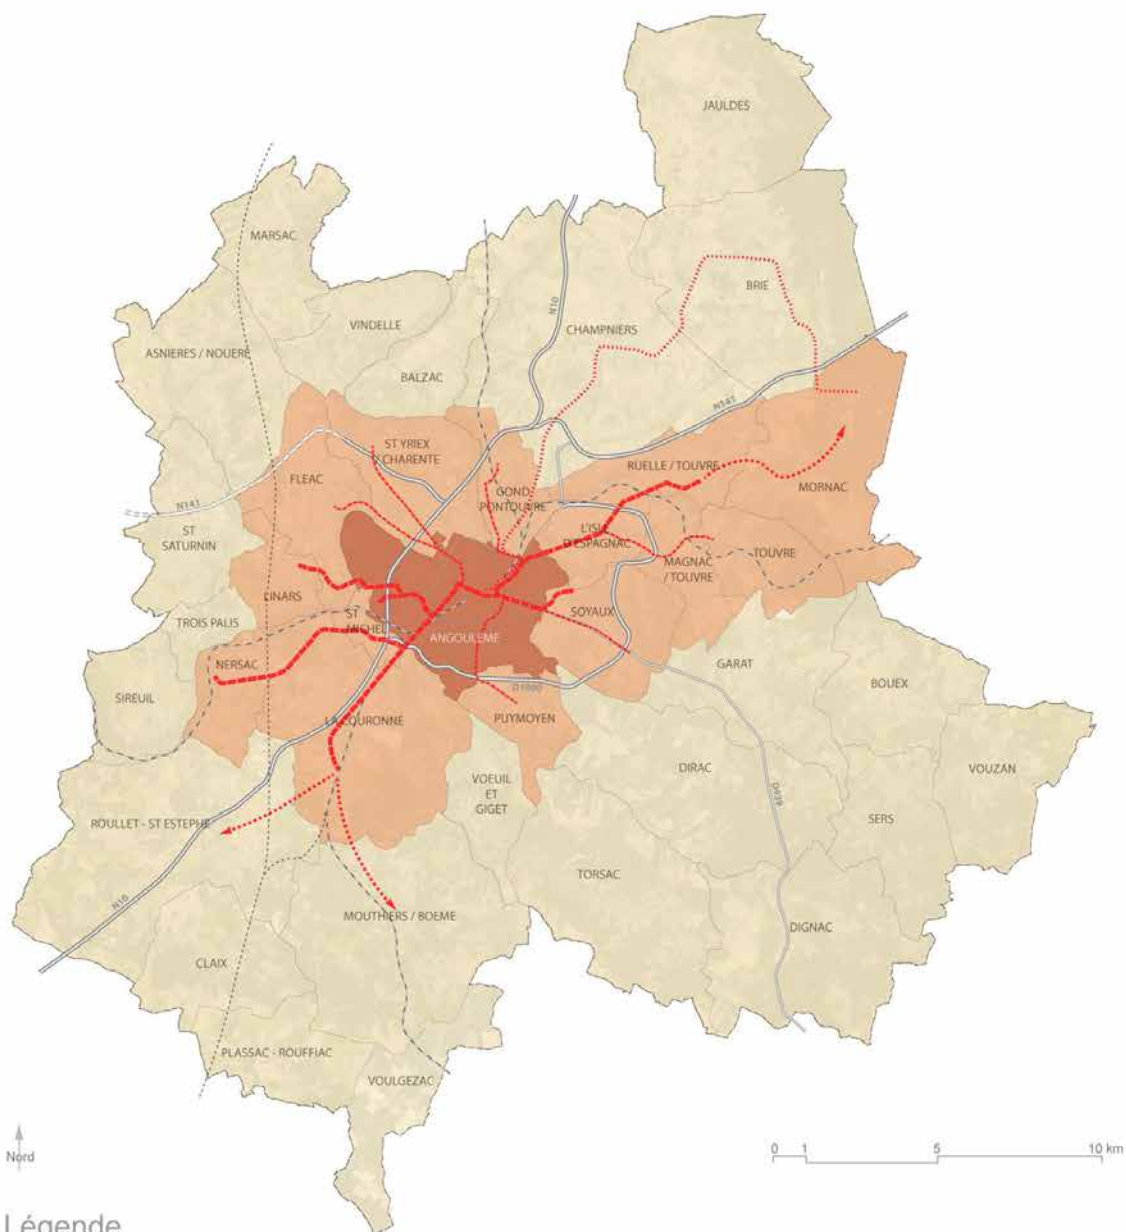 JAULDES
MARSAC
BRIE
N10
VINDELLE
CHAMPNIERS
ASNIERES / NOUERE
BALZAC
N141
ST YRIEX
/ CHARENTE
RUELLE / TOUVRE
FLEAC
MORNAC
GOND
PONTOUVRE
N141
L'ISLE
D'ESPAGNAC
ST
SATURNIN
TOUVRE
MAGNAC
/ TOUVRE
LINARS
ST
MICHEL
SOYAUX
TROIS PALIS
ANGOULEME
NERSAC
GARAT
BOUEX
SIREUIL
D1000
LA COURONNE
PUYMOYEN
DIRAC
VOUZAN
VOEUIL
ET
GIGET
D939
ROULLET - ST ESTEPHE
SERS
TORSAC
N10
MOUTHIERS / BOEME
DIGNAC
CLAIX
PLASSAC - ROUFFIAC
VOULGEZAC
Nord
0 1 5 10 km
Légende